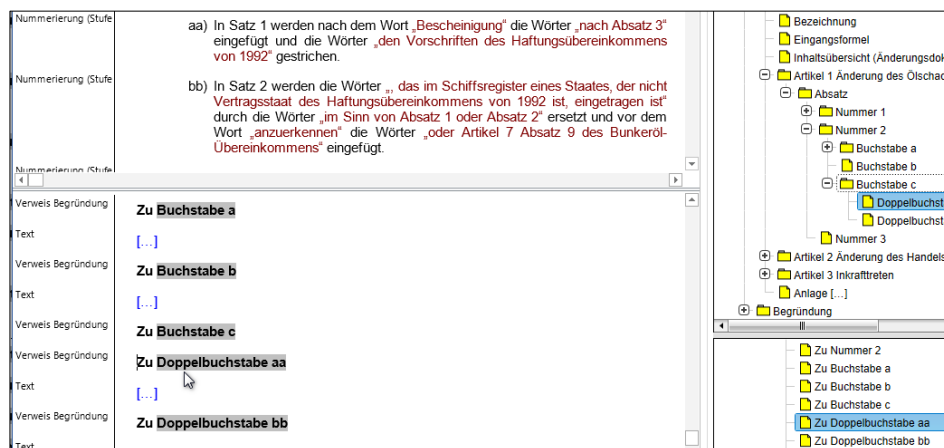 Nummerierung (Stufe
aa) In Satz 1 werden nach dem Wort „Bescheinigung“ die Wörter „nach Absatz 3“
eingefügt und die Wörter „den Vorschriften des Haftungsübereinkommens
von 1992“ gestrichen.
Nummerierung (Stufe
bb) In Satz 2 werden die Wörter „, das im Schiffsregister eines Staates, der nicht
Vertragsstaat des Haftungsübereinkommens von 1992 ist, eingetragen ist“
durch die Wörter „im Sinn von Absatz 1 oder Absatz 2“ ersetzt und vor dem
Wort „anzuerkennen“ die Wörter „oder Artikel 7 Absatz 9 des Bunkeröl-
Übereinkommens“ eingefügt.
Nummerierung (Stufe
Verweis Begründung
Zu Buchstabe a
Text
[…]
Verweis Begründung
Zu Buchstabe b
Text
[…]
Verweis Begründung
Zu Buchstabe c
Verweis Begründung
Zu Doppelbuchstabe aa
Text
[…]
Verweis Begründung
Zu Doppelbuchstabe bb
Text
Bezeichnung
Eingangsformel
Inhaltsübersicht (Änderungsdok
Artikel 1 Änderung des Ölschad
Absatz
Nummer 1
Nummer 2
Buchstabe a
Buchstabe b
Buchstabe c
Doppelbuchst
Doppelbuchst
Nummer 3
Artikel 2 Änderung des Handels
Artikel 3 Inkrafttreten
Anlage […]
Begründung
Zu Nummer 2
Zu Buchstabe a
Zu Buchstabe b
Zu Buchstabe c
Zu Doppelbuchstabe aa
Zu Doppelbuchstabe bb